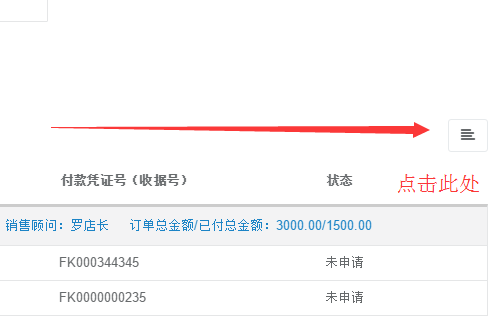 付款凭证号（收据号） 状态
点击此处
销售顾问：罗店长 订单总金额/已付总金额：3000.00/1500.00
FK000344345 未申请
FK0000000235 未申请